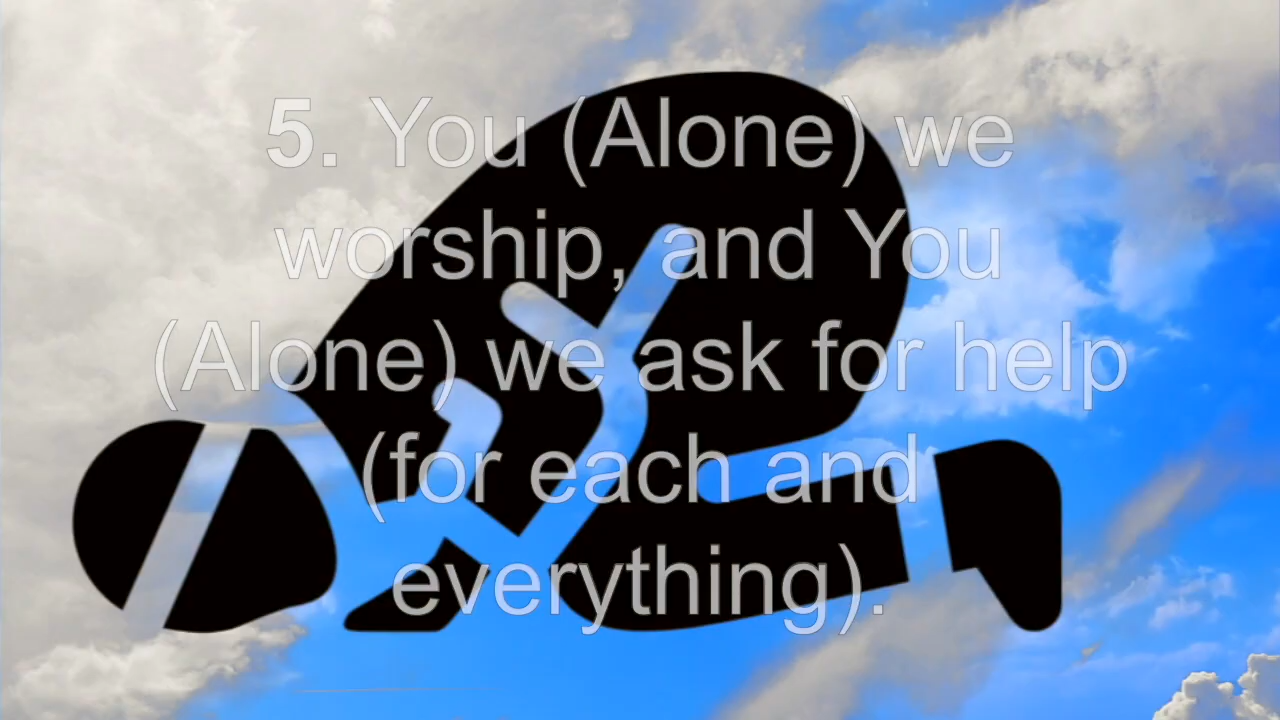 5. You (Alone) we
worship, and You
(Alone) we ask for help
(for each and
everything).